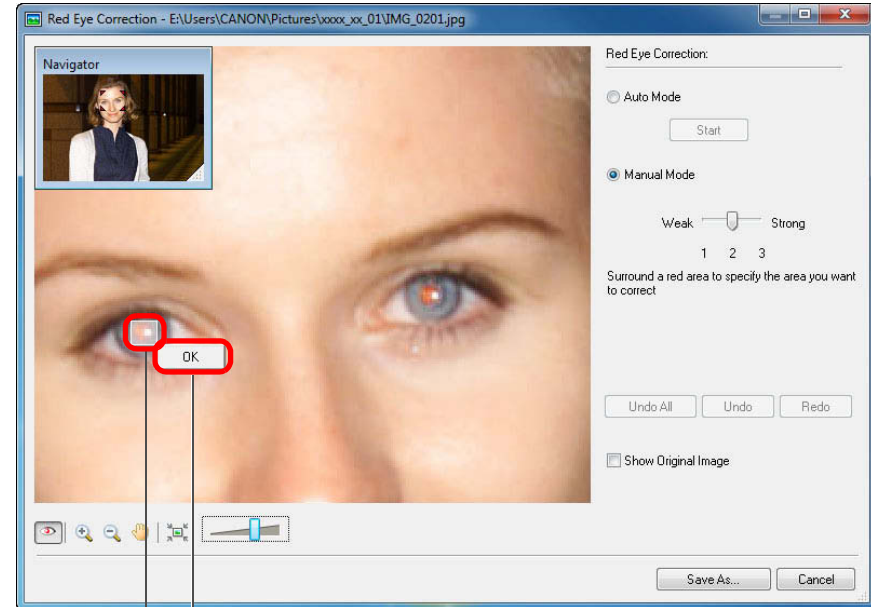 Red Eye Correction - E:\Users\CANON\Pictures\xxxx_xx_01\IMG_0201.jpg
Navigator
Red Eye Correction:
Auto Mode
Start
Manual Mode
Weak Strong
1 2 3
Surround a red area to specify the area you want
to correct
OK
Undo All Undo Redo
Show Original Image
Save As... Cancel